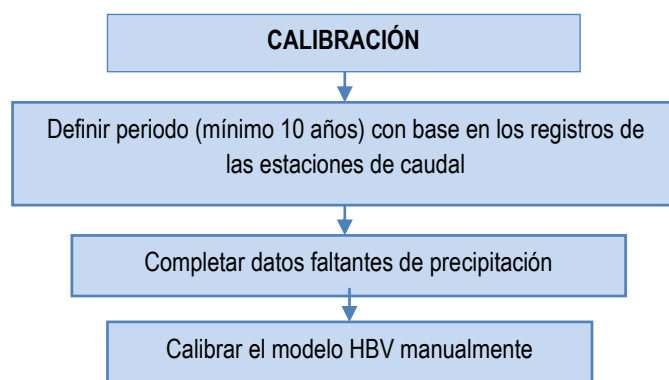 CALIBRACIÓN
Definir periodo (mínimo 10 años) con base en los registros de
las estaciones de caudal
Completar datos faltantes de precipitación
Calibrar el modelo HBV manualmente